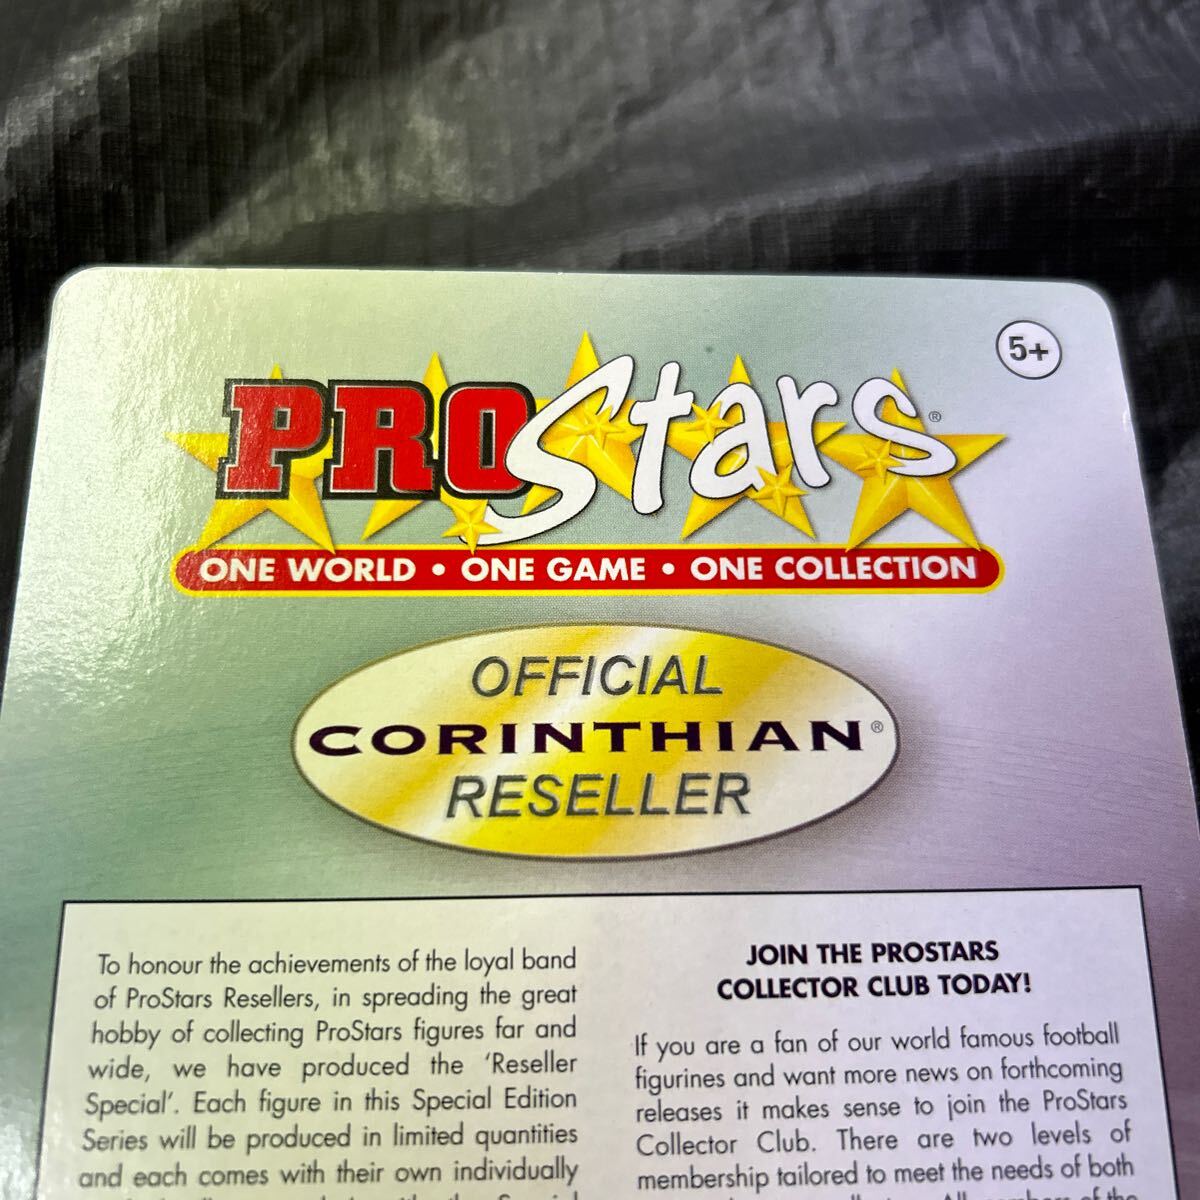 5+
PROStars®
ONE WORLD • ONE GAME • ONE COLLECTION
OFFICIAL
CORINTHIAN®
RESELLER
To honour the achievements of the loyal band
of ProStars Resellers, in spreading the great
hobby of collecting ProStars figures far and
wide, we have produced the ‘Reseller
Special’. Each figure in this Special Edition
Series will be produced in limited quantities
and each comes with their own individually
JOIN THE PROSTARS
COLLECTOR CLUB TODAY!
If you are a fan of our world famous football
figurines and want more news on forthcoming
releases it makes sense to join the ProStars
Collector Club. There are two levels of
membership tailored to meet the needs of both